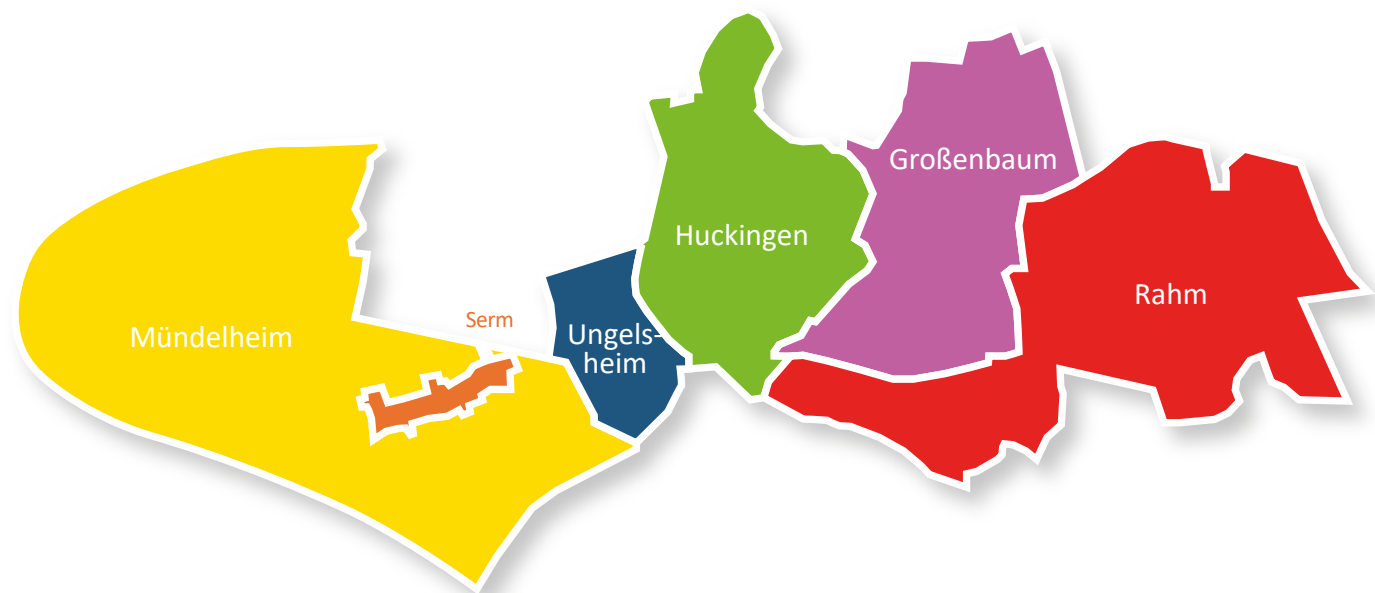 Großenbaum
Huckingen
Rahm
Serm
Mündelheim
Ungels-
heim